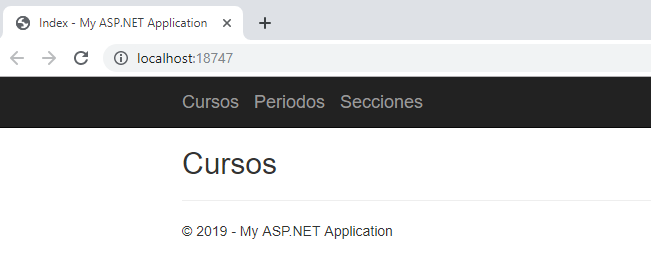 Index - My ASP.NET Application
localhost:18747
Cursos Periodos Secciones
Cursos
© 2019 - My ASP.NET Application